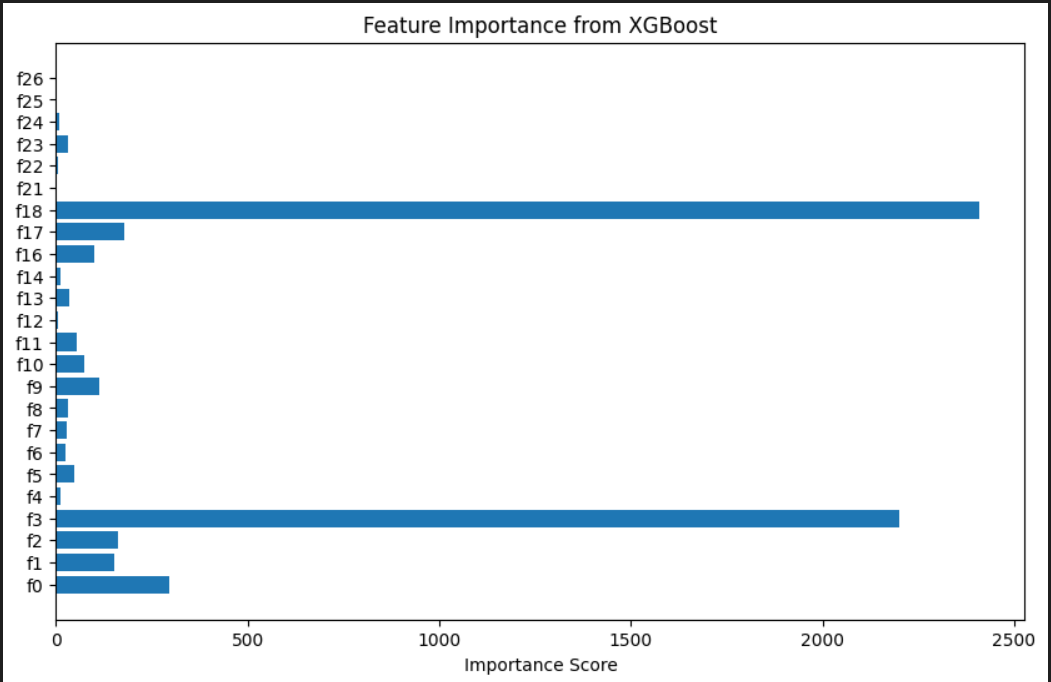 Feature Importance from XGBoost
f26
f25
f24
f23
f22
f21
f18
f17
f16
f14
f13
f12
f11
f10
f9
f8
f7
f6
f5
f4
f3
f2
f1
f0
0 500 1000 1500 2000 2500
Importance Score